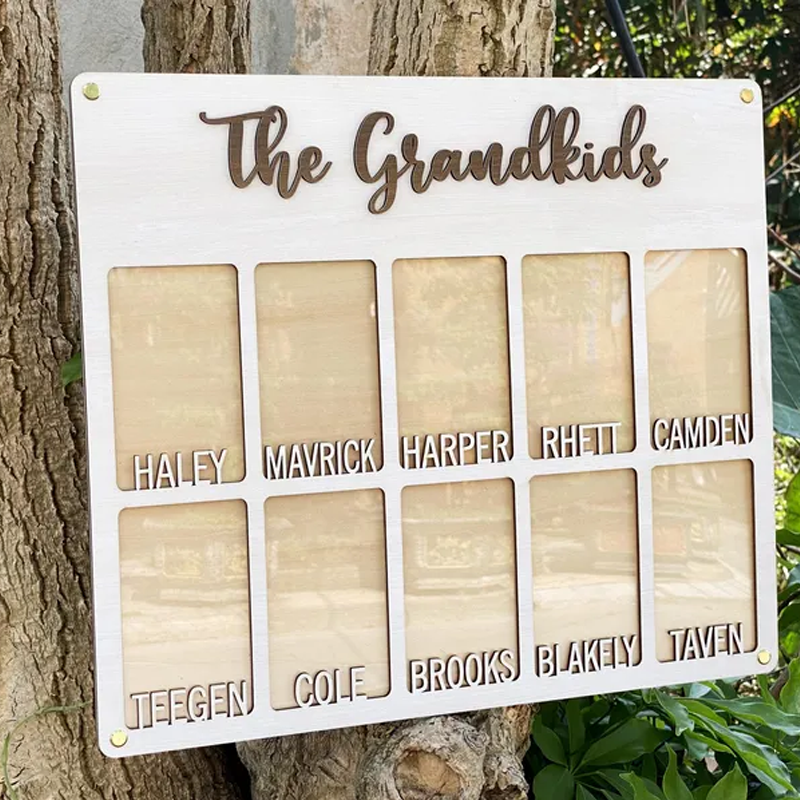 The Grandkids
HALEY MAVRICK HARPER RHETT CAMDEN
TEEGEN COLE BROOKS BLAKELY TAVEN